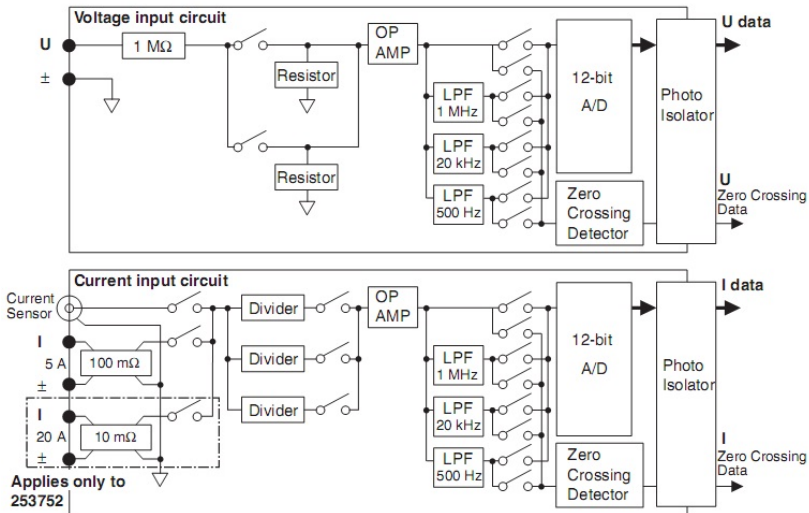 Voltage input circuit
U
±
1 MΩ
Resistor
Resistor
OP
AMP
LPF
1 MHz
LPF
20 kHz
LPF
500 Hz
12-bit
A/D
Zero
Crossing
Detector
Photo
Isolator
U data
U
Zero Crossing
Data
Current input circuit
Current
Sensor
I
5 A
±
100 mΩ
I
20 A
±
10 mΩ
Applies only to
253752
Divider
Divider
Divider
OP
AMP
LPF
1 MHz
LPF
20 kHz
LPF
500 Hz
12-bit
A/D
Zero
Crossing
Detector
Photo
Isolator
I data
I
Zero Crossing
Data